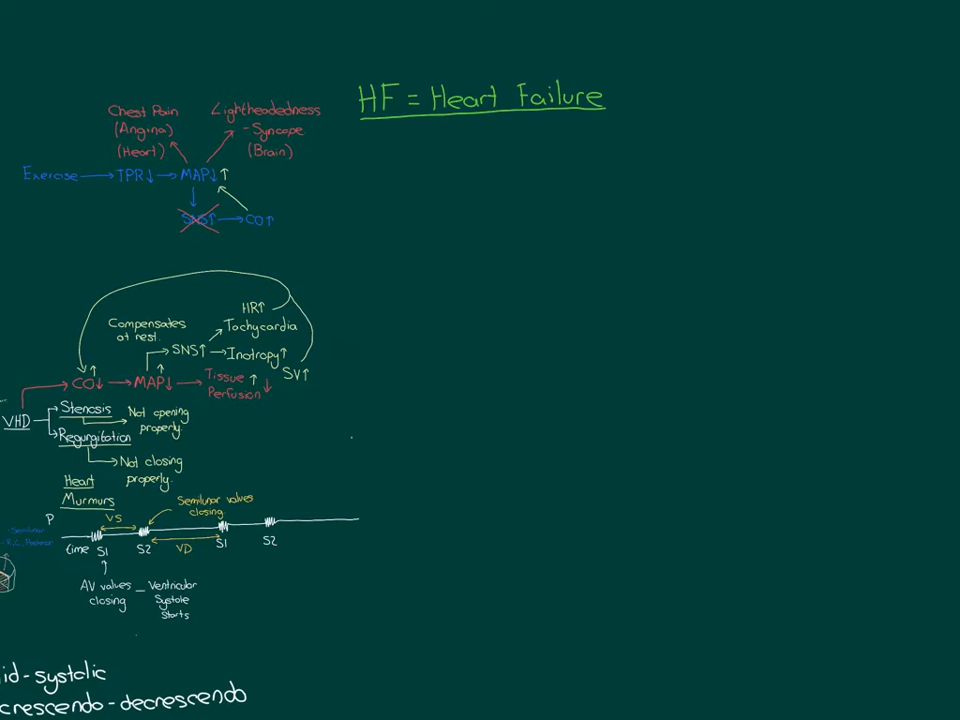 HF = Heart Failure
Chest Pain
(Angina)
(Heart)
Lightheadedness
- Syncope
(Brain)
Exercise → TPR↓ → MAP↓ ↑
SNS↑ → CO↑
HR↑
Compensates
at rest.
Tachycardia
SNS↑ → Inotropy↑
SV↑
CO↓ ↑ → MAP↓ ↑ → Tissue ↑
Perfusion ↓
VHD
Stenosis
Not opening
properly.
Regurgitation
Not closing
properly.
Heart
Murmurs
Semilunar valves
closing
P
VS
time
S1
S2
VD
S1
S2
AV valves
closing
– Ventricular
Systole
Starts
id-systolic
crescendo-decrescendo